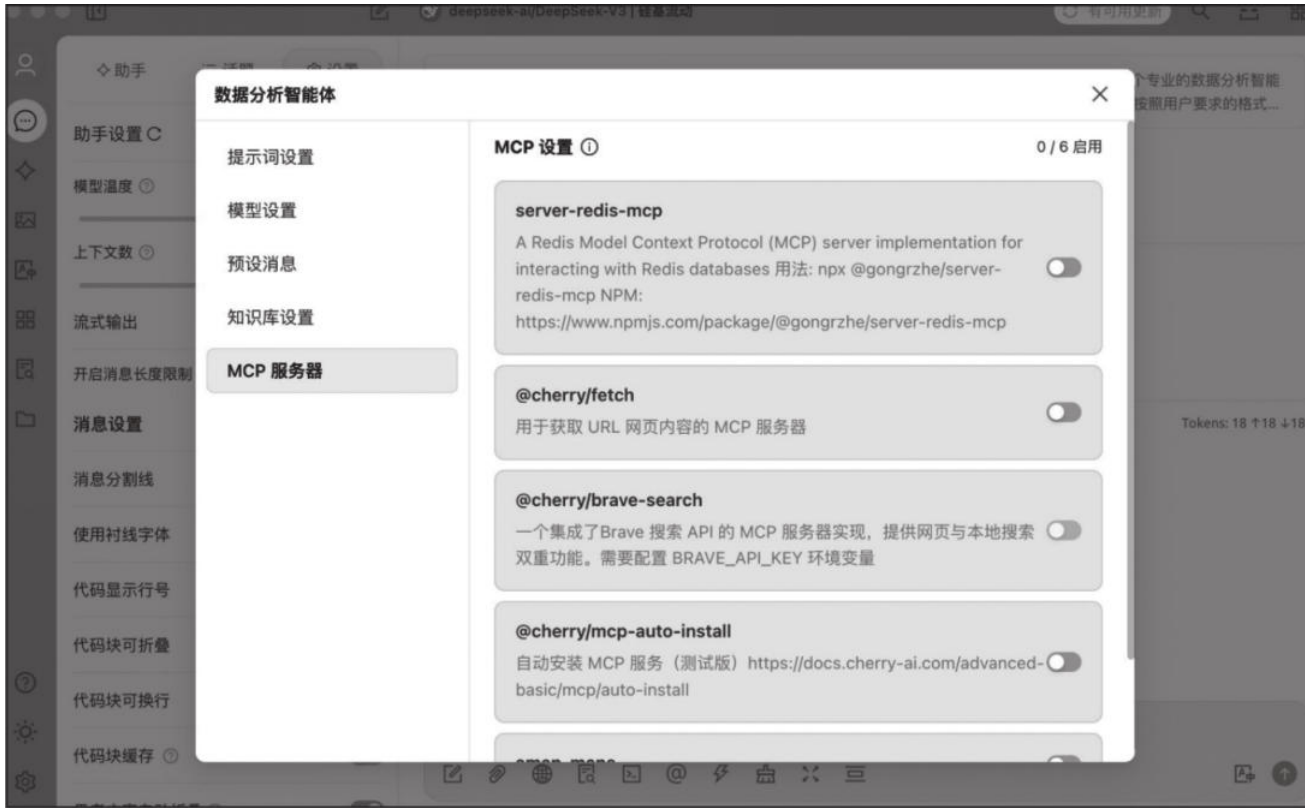 deepseek-ai/DeepSeek-V3 | 硅基流动
有可用更新
助手
话题
设置
个专业的数据分析智能
按照用户要求的格式...
助手设置
模型温度
上下文数
流式输出
开启消息长度限制
消息设置
消息分割线
使用衬线字体
代码显示行号
代码块可折叠
代码块可换行
代码块缓存
Tokens: 18 ↑18 ↓18
数据分析智能体
提示词设置
模型设置
预设消息
知识库设置
MCP 服务器
MCP 设置
0 / 6 启用
server-redis-mcp
A Redis Model Context Protocol (MCP) server implementation for
interacting with Redis databases 用法: npx @gongrzhe/server-
redis-mcp NPM:
https://www.npmjs.com/package/@gongrzhe/server-redis-mcp
@cherry/fetch
用于获取 URL 网页内容的 MCP 服务器
@cherry/brave-search
一个集成了Brave 搜索 API 的 MCP 服务器实现，提供网页与本地搜索
双重功能。需要配置 BRAVE_API_KEY 环境变量
@cherry/mcp-auto-install
自动安装 MCP 服务（测试版）https://docs.cherry-ai.com/advanced-
basic/mcp/auto-install